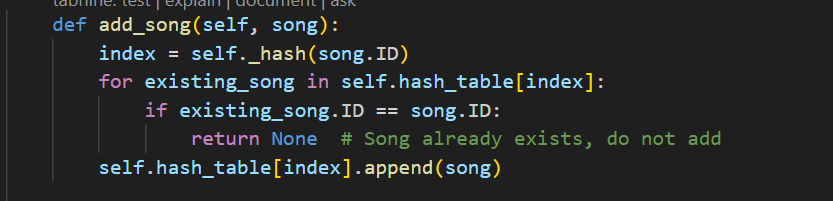 tabnine: test | explain | document | ask
def add_song(self, song):
    index = self._hash(song.ID)
    for existing_song in self.hash_table[index]:
        if existing_song.ID == song.ID:
            return None  # Song already exists, do not add
    self.hash_table[index].append(song)